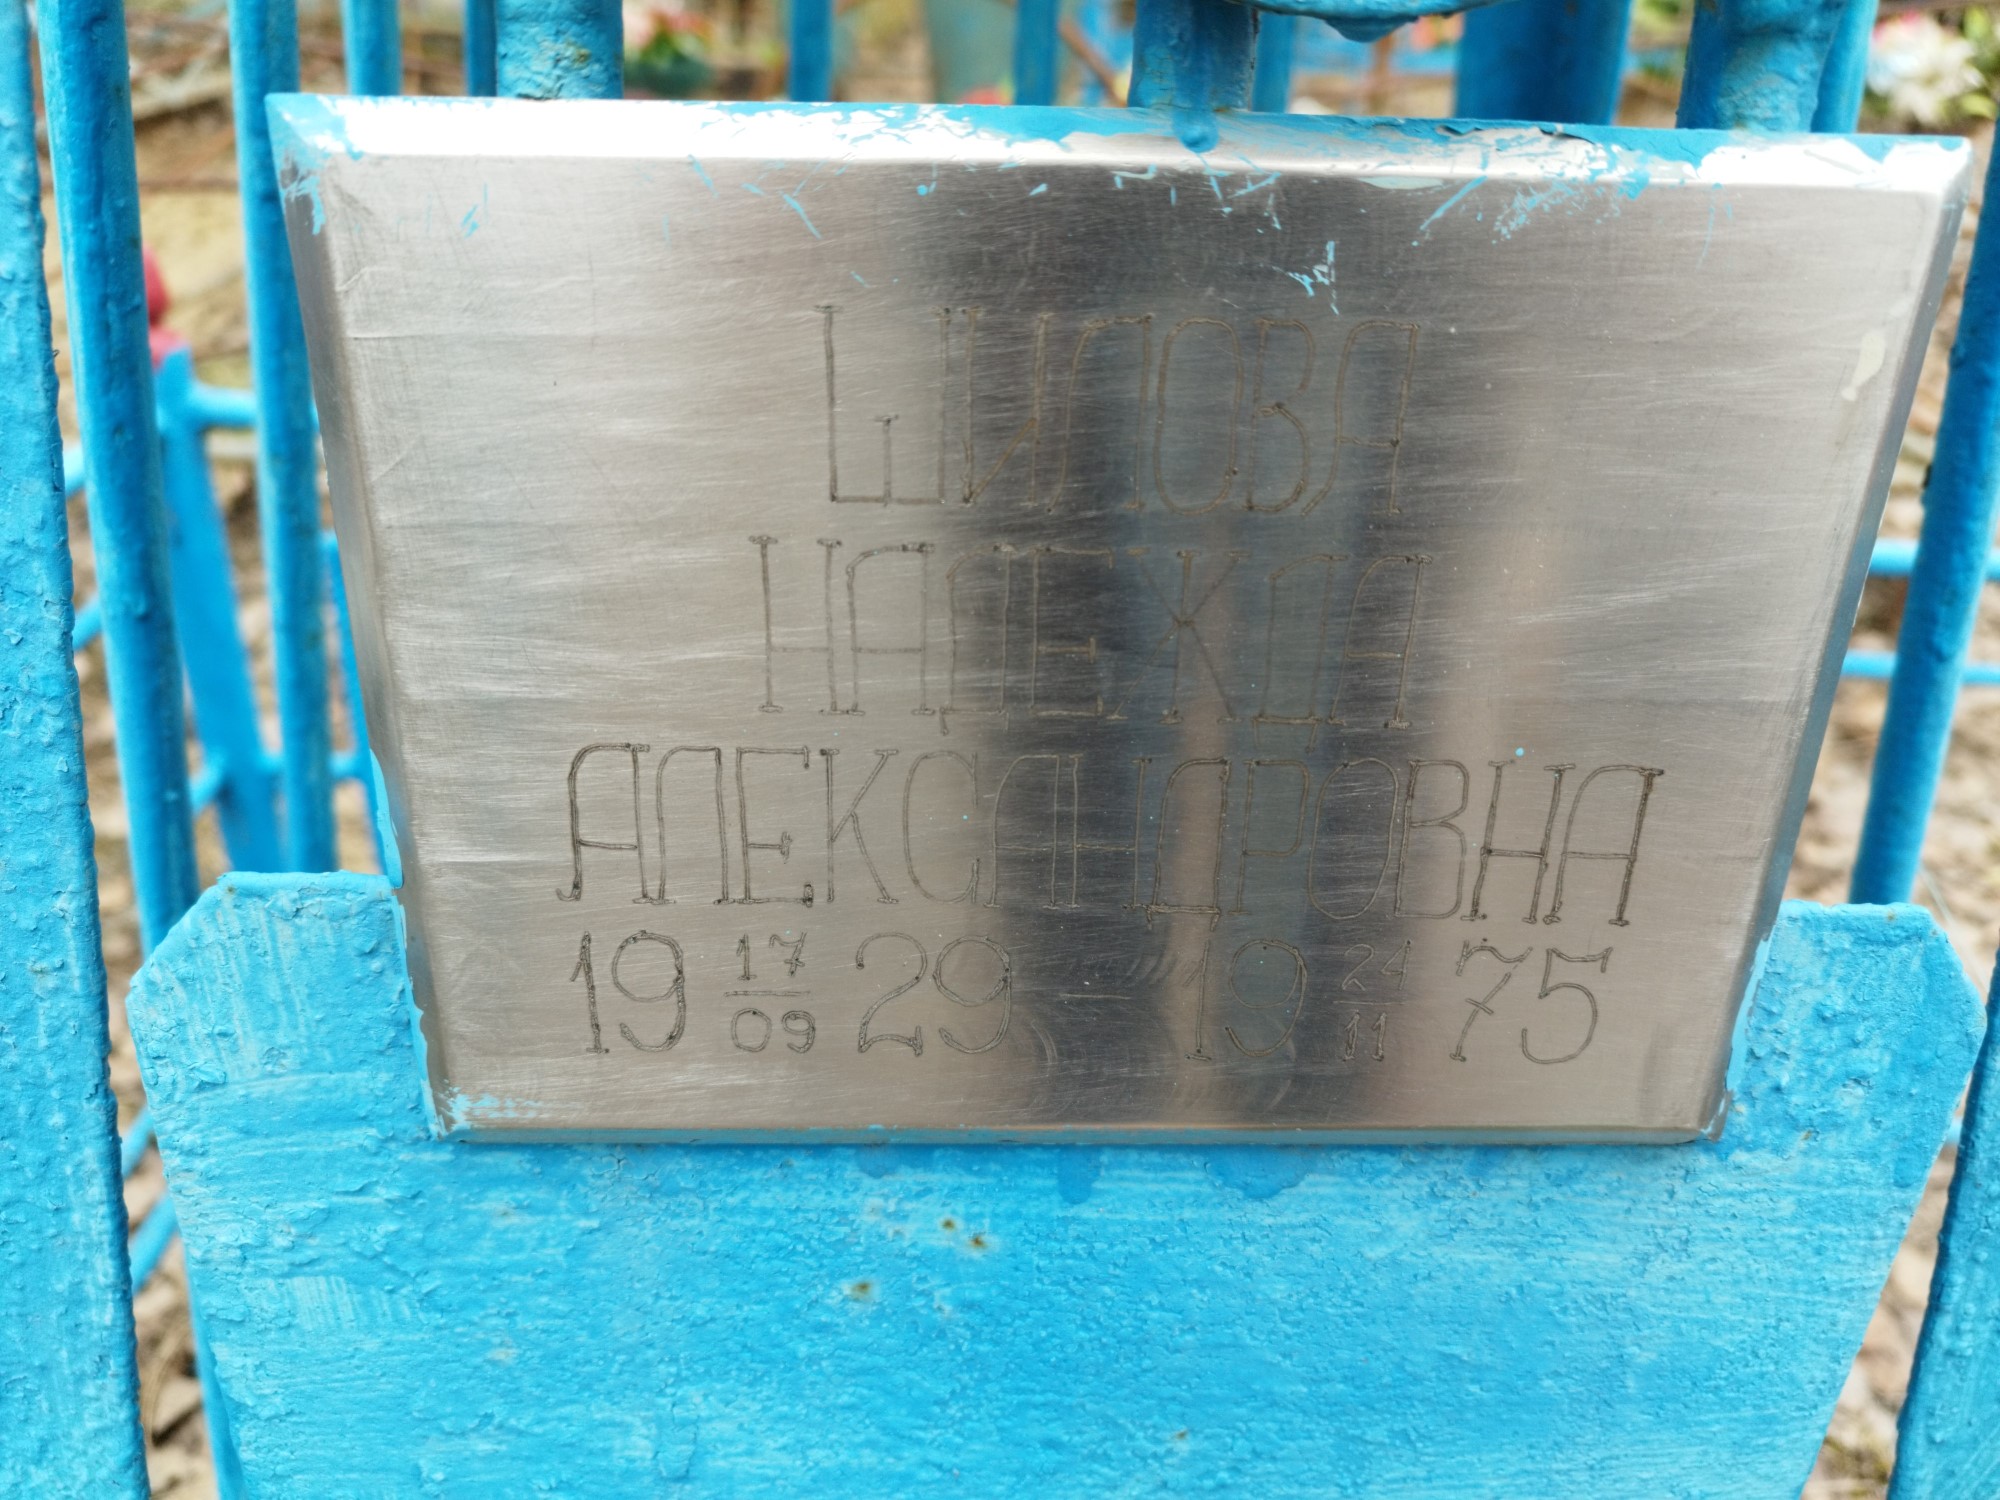 ШИЛОВА
НАДЕЖДА
АЛЕКСАНДРОВНА
19 17/09 29 — 19 24/11 75